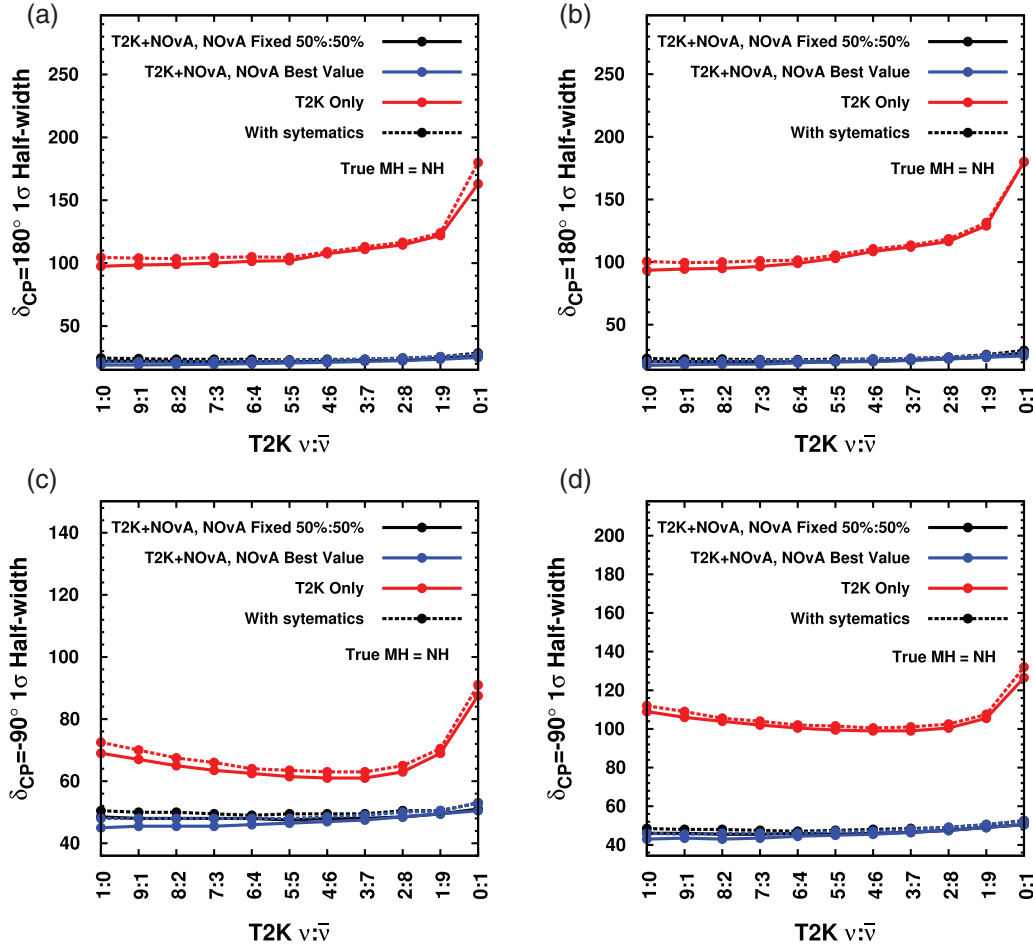 (a)
δCP=180° 1σ Half-width
T2K+NOvA, NOvA Fixed 50%:50%
T2K+NOvA, NOvA Best Value
T2K Only
With sytematics
True MH = NH
250
200
150
100
50
1:0 9:1 8:2 7:3 6:4 5:5 4:6 3:7 2:8 1:9 0:1
T2K ν:ν̄
(b)
δCP=180° 1σ Half-width
T2K+NOvA, NOvA Fixed 50%:50%
T2K+NOvA, NOvA Best Value
T2K Only
With sytematics
True MH = NH
250
200
150
100
50
1:0 9:1 8:2 7:3 6:4 5:5 4:6 3:7 2:8 1:9 0:1
T2K ν:ν̄
(c)
δCP=-90° 1σ Half-width
T2K+NOvA, NOvA Fixed 50%:50%
T2K+NOvA, NOvA Best Value
T2K Only
With sytematics
True MH = NH
140
120
100
80
60
40
1:0 9:1 8:2 7:3 6:4 5:5 4:6 3:7 2:8 1:9 0:1
T2K ν:ν̄
(d)
δCP=-90° 1σ Half-width
T2K+NOvA, NOvA Fixed 50%:50%
T2K+NOvA, NOvA Best Value
T2K Only
With sytematics
True MH = NH
200
180
160
140
120
100
80
60
40
1:0 9:1 8:2 7:3 6:4 5:5 4:6 3:7 2:8 1:9 0:1
T2K ν:ν̄